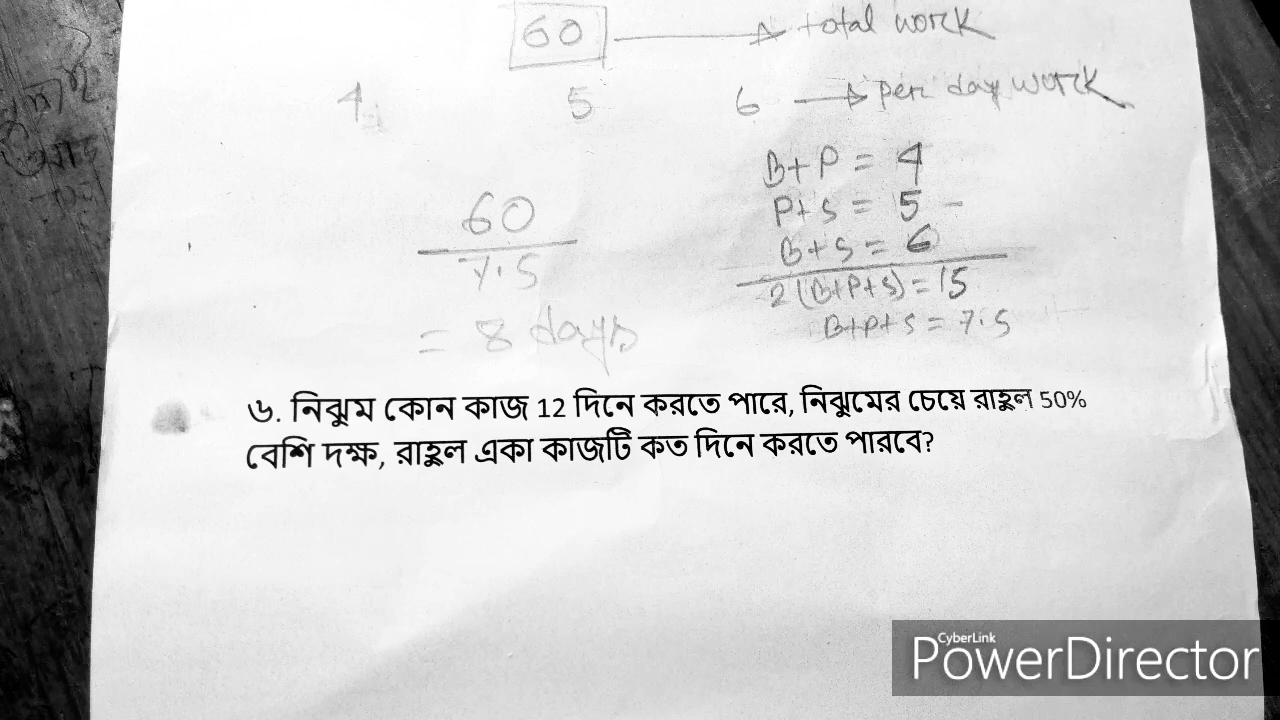 60 → total work
4 5 6 → per day work
B+P = 4
P+S = 5 -
B+S = 6
2(B+P+S) = 15
B+P+S = 7.5
60
7.5
= 8 days
৬. নিঝুম কোন কাজ 12 দিনে করতে পারে, নিঝুমের চেয়ে রাহুল 50%
বেশি দক্ষ, রাহুল একা কাজটি কত দিনে করতে পারবে?
CyberLink
PowerDirector